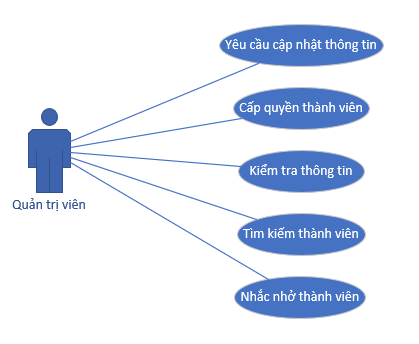 Yêu cầu cập nhật thông tin
Cấp quyền thành viên
Kiểm tra thông tin
Quản trị viên
Tìm kiếm thành viên
Nhắc nhở thành viên